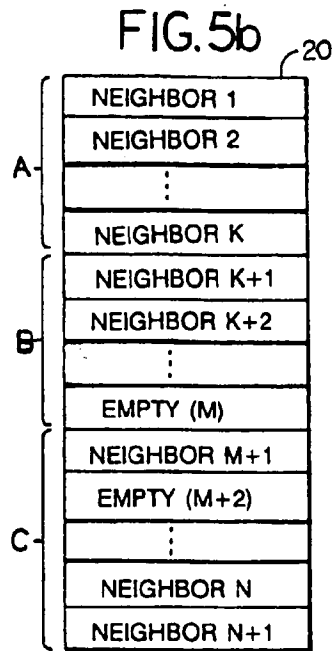 FIG. 5b
20
NEIGHBOR 1
NEIGHBOR 2
A
NEIGHBOR K
NEIGHBOR K+1
NEIGHBOR K+2
B
EMPTY (M)
NEIGHBOR M+1
EMPTY (M+2)
C
NEIGHBOR N
NEIGHBOR N+1